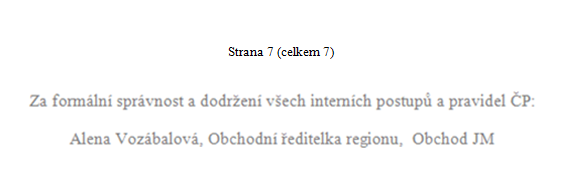 Strana 7 (celkem 7)
Za formální správnost a dodržení všech interních postupů a pravidel ČP:
Alena Vozábalová, Obchodní ředitelka regionu, Obchod JM